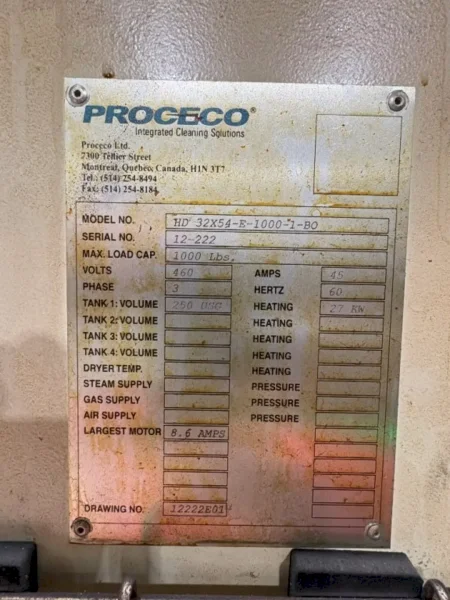 PROCECO®
Integrated Cleaning Solutions
Proceco Ltd.
7300 Tellier Street
Montreal, Quebec, Canada, H1N 3T7
Tel.: (514) 254-8494
Fax: (514) 254-8184
MODEL NO. HD 32X54-E-1000-1-BO
SERIAL NO. 12-222
MAX. LOAD CAP. 1000 Lbs.
VOLTS 460 AMPS 45
PHASE 3 HERTZ 60
TANK 1: VOLUME 250 USG HEATING 27 KW
TANK 2: VOLUME HEATING
TANK 3: VOLUME HEATING
TANK 4: VOLUME HEATING
DRYER TEMP. HEATING
STEAM SUPPLY PRESSURE
GAS SUPPLY PRESSURE
AIR SUPPLY PRESSURE
LARGEST MOTOR 8.6 AMPS
DRAWING NO. 12222E01